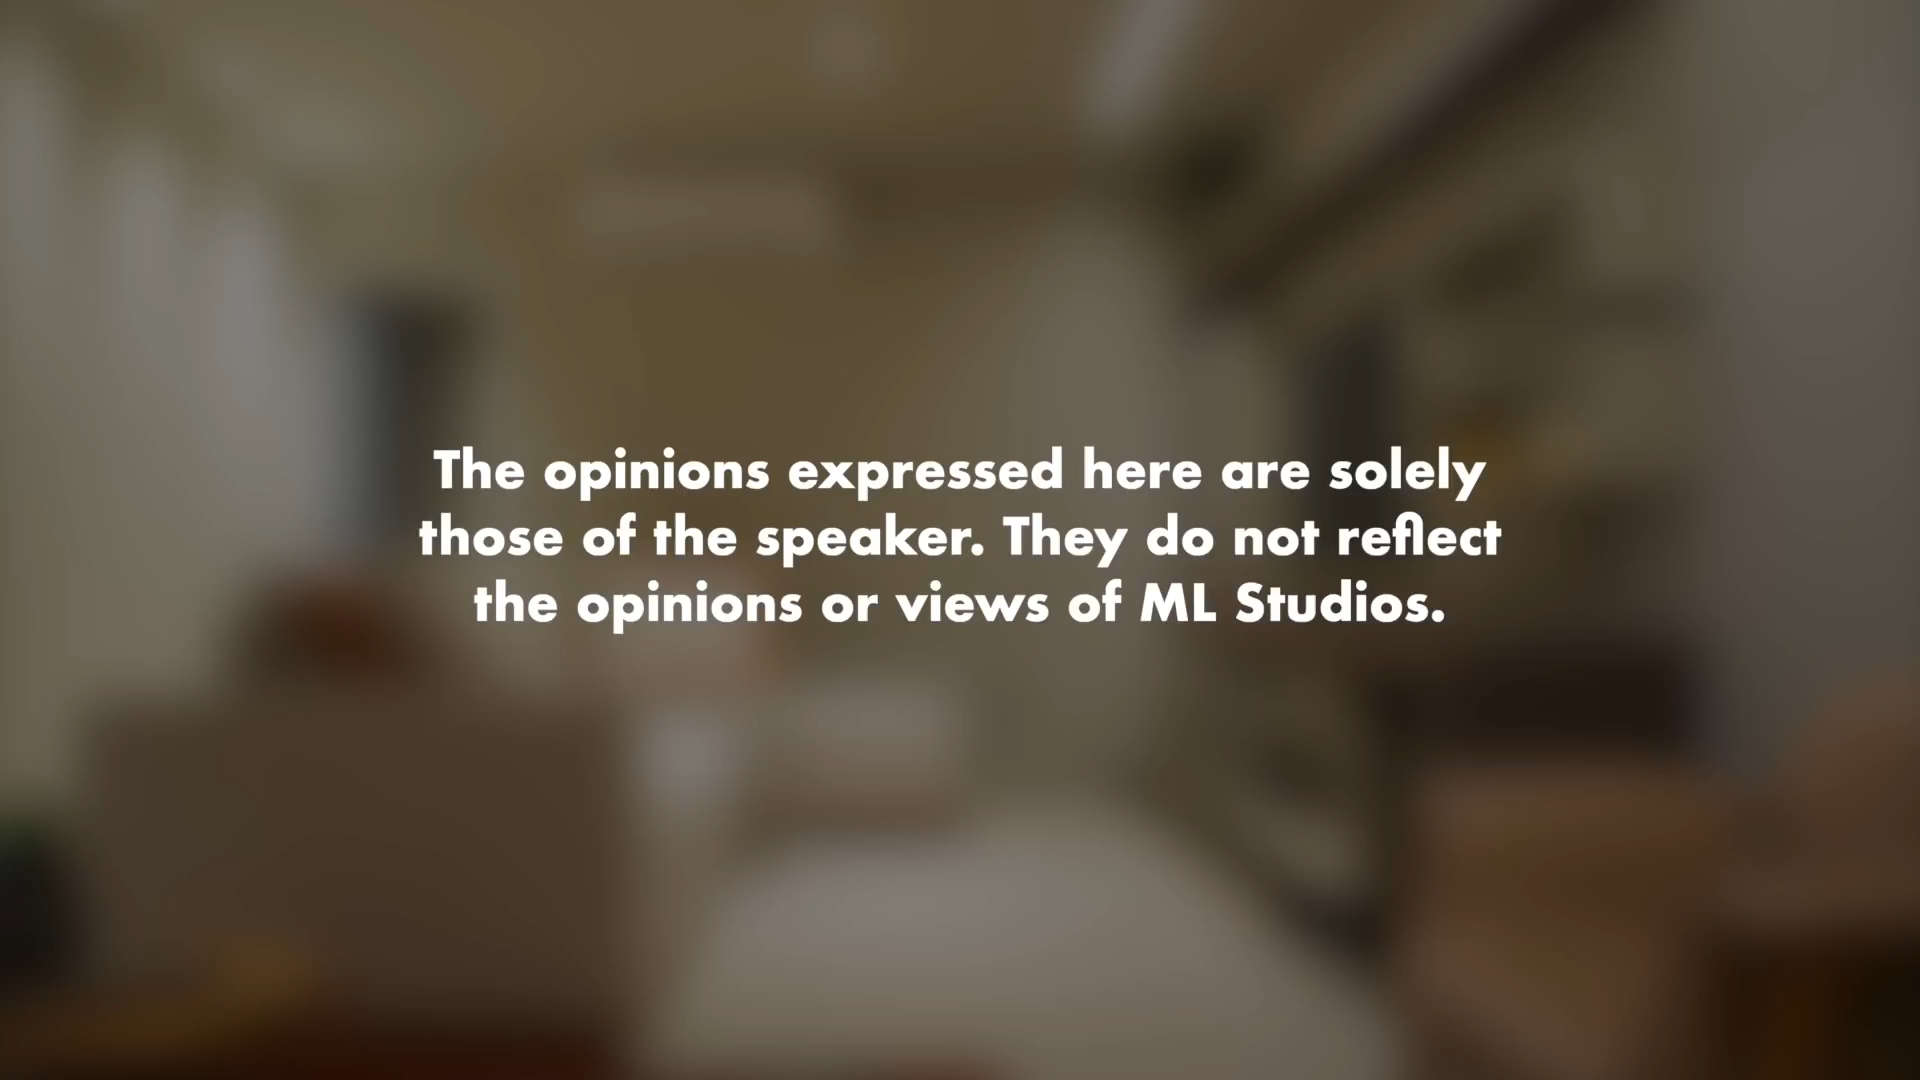 The opinions expressed here are solely
those of the speaker. They do not reflect
the opinions or views of ML Studios.